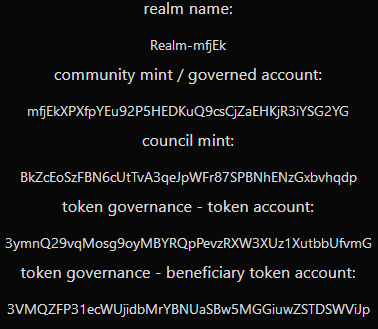 realm name:
Realm-mfjEk
community mint / governed account:
mfjEkXPXfpYEu92P5HEDKuQ9csCjZaEHKjR3iYSG2YG
council mint:
BkZcEoSzFBN6cUtTvA3qeJpWFr87SPBNhENzGxbvhqdp
token governance - token account:
3ymnQ29vqMosg9oyMBYRQpPevzRXW3XUz1XutbbUfvmG
token governance - beneficiary token account:
3VMQZFP31ecWUjidbMrYBNUaSBw5MGGiuwZSTDSWViJp